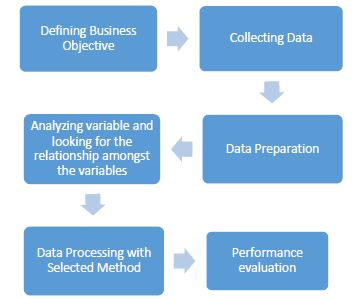 Defining Business
Objective
Collecting Data
Data Preparation
Analyzing variable and
looking for the
relationship amongst
the variables
Data Processing with
Selected Method
Performance
evaluation